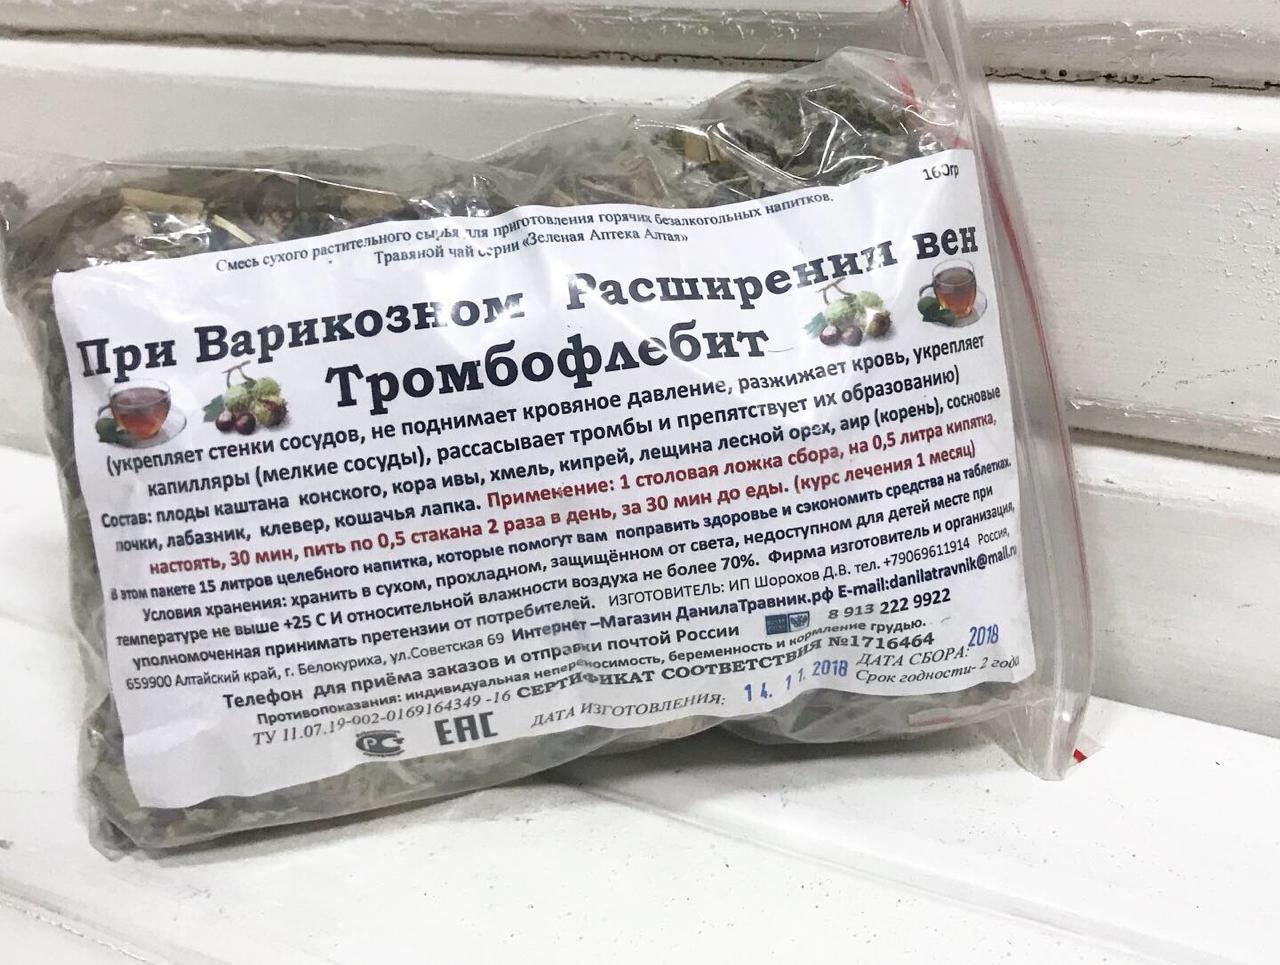 160гр
Смесь сухого растительного сырья для приготовления горячих безалкогольных напитков.
Травяной чай серии «Зеленая Аптека Алтая»
При Варикозном Расширении вен
Тромбофлебит
(укрепляет стенки сосудов, не поднимает кровяное давление, разжижает кровь, укрепляет
капилляры (мелкие сосуды), рассасывает тромбы и препятствует их образованию)
Состав: плоды каштана конского, кора ивы, хмель, кипрей, лещина лесной орех, аир (корень), сосновые
почки, лабазник, клевер, кошачья лапка. Применение: 1 столовая ложка сбора, на 0,5 литра кипятка,
настоять, 30 мин, пить по 0,5 стакана 2 раза в день, за 30 мин до еды. (курс лечения 1 месяц)
В этом пакете 15 литров целебного напитка, которые помогут вам поправить здоровье и сэкономить средства на таблетках.
Условия хранения: хранить в сухом, прохладном, защищённом от света, недоступном для детей месте при
температуре не выше +25 С И относительной влажности воздуха не более 70%. Фирма изготовитель и организация,
уполномоченная принимать претензии от потребителей. ИЗГОТОВИТЕЛЬ: ИП Шорохов Д.В. тел. +79069611914 Россия,
659900 Алтайский край, г. Белокуриха, ул.Советская 69 Интернет –Магазин ДанилаТравник.рф E-mail:danilatravnik@mail.ru
Телефон для приёма заказов и отправки почтой России 8 913 222 9922
Противопоказания: индивидуальная непереносимость, беременность и кормление грудью.
ТУ 11.07.19-002-0169164349 -16 СЕРТИФИКАТ СООТВЕТСТВИЯ №1716464
РСТ EAC ДАТА ИЗГОТОВЛЕНИЯ: 14. 11. 2018 ДАТА СБОРА: 2018
Срок годности- 2 года